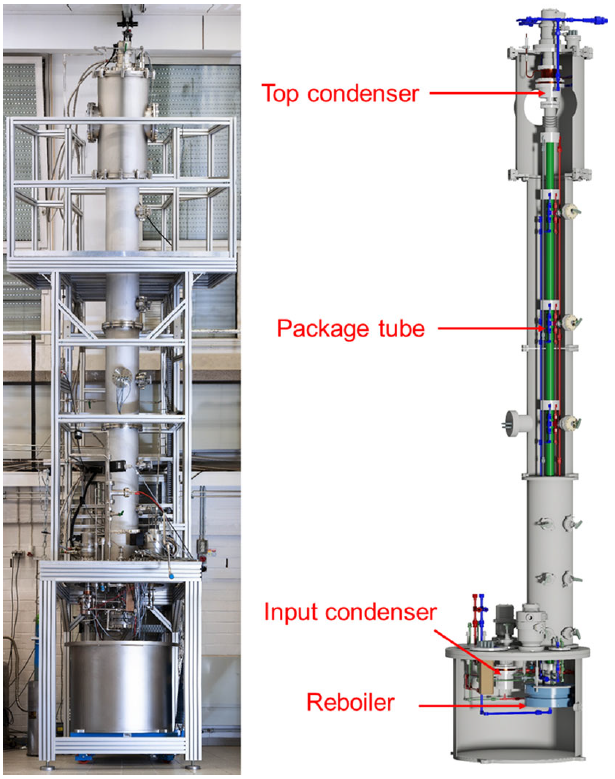 Top condenser
Package tube
Input condenser
Reboiler